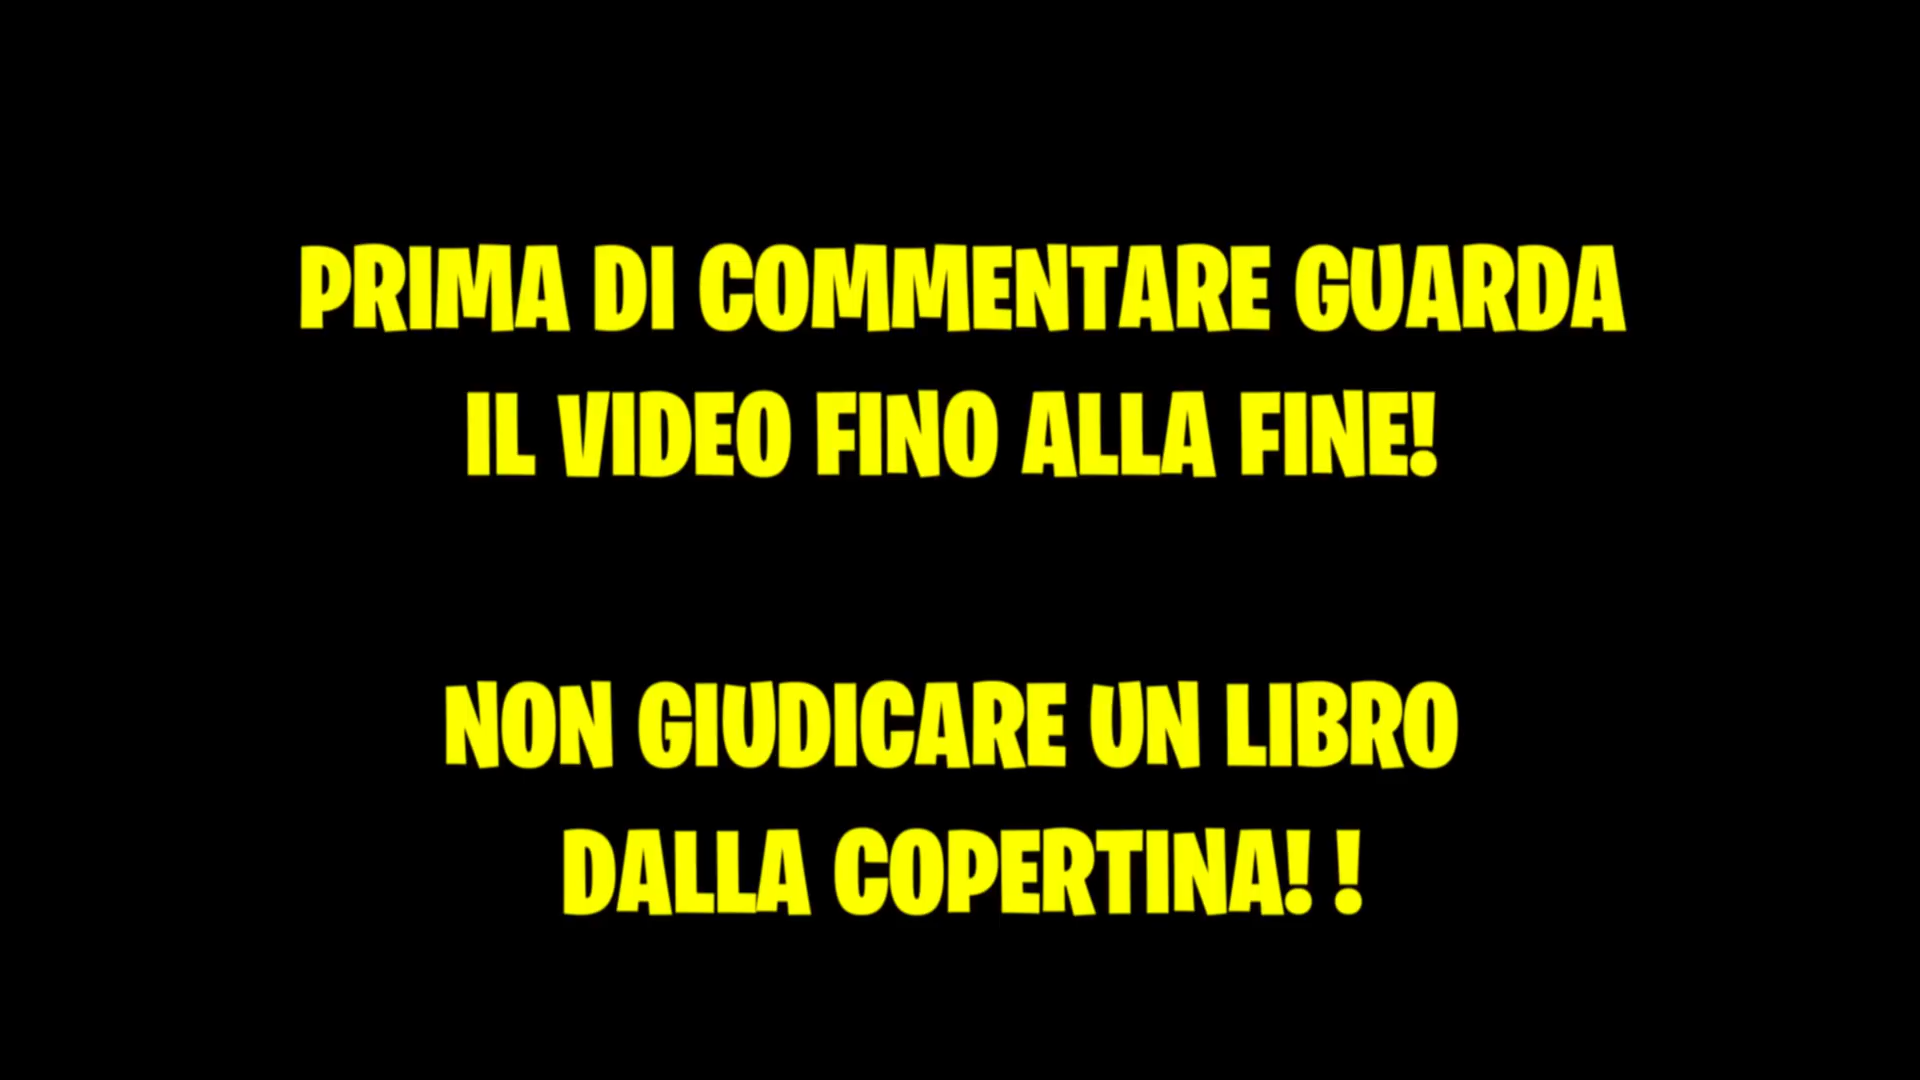 PRIMA DI COMMENTARE GUARDA
IL VIDEO FINO ALLA FINE!
NON GIUDICARE UN LIBRO
DALLA COPERTINA! !